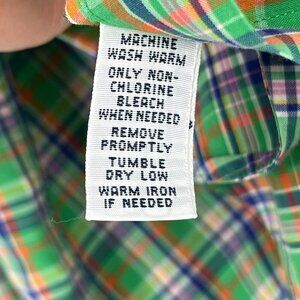 MACHINE
WASH WARM
ONLY NON-
CHLORINE
BLEACH
WHEN NEEDED
REMOVE
PROMPTLY
TUMBLE
DRY LOW
WARM IRON
IF NEEDED